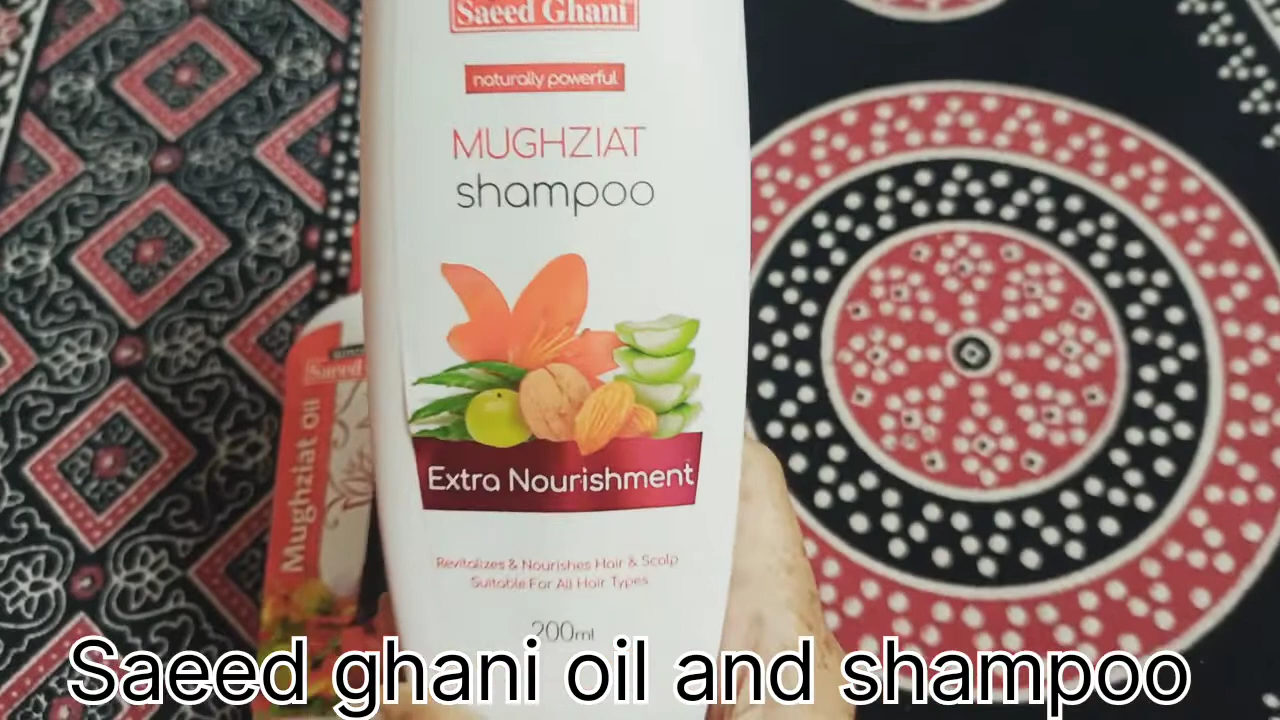 Saeed Ghani
naturally powerful
MUGHZIAT
shampoo
Extra Nourishment
Revitalizes & Nourishes Hair & Scalp
Suitable For All Hair Types
200ml
Saeed
Mughziat oil
Saeed ghani oil and shampoo